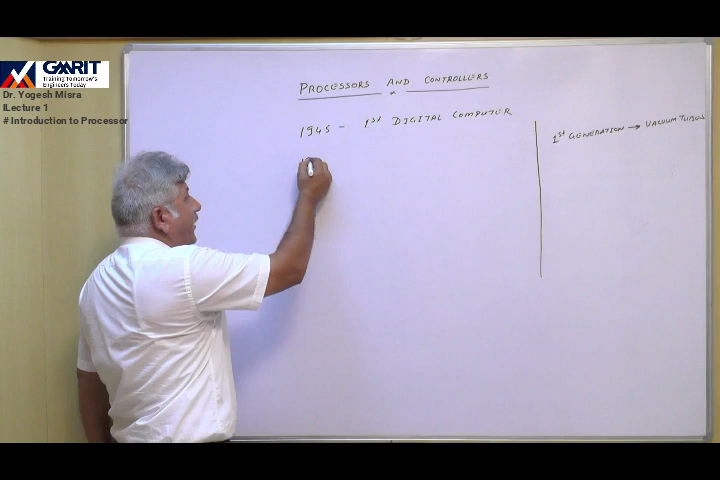 GMRIT
Training Tomorrow's
Engineers Today
Dr. Yogesh Misra
lLecture 1
# Introduction to Processor
PROCESSORS AND CONTROLLERS
1945 - 1st DIGITAL COMPUTER
1st GENERATION → VACUUM TUBES